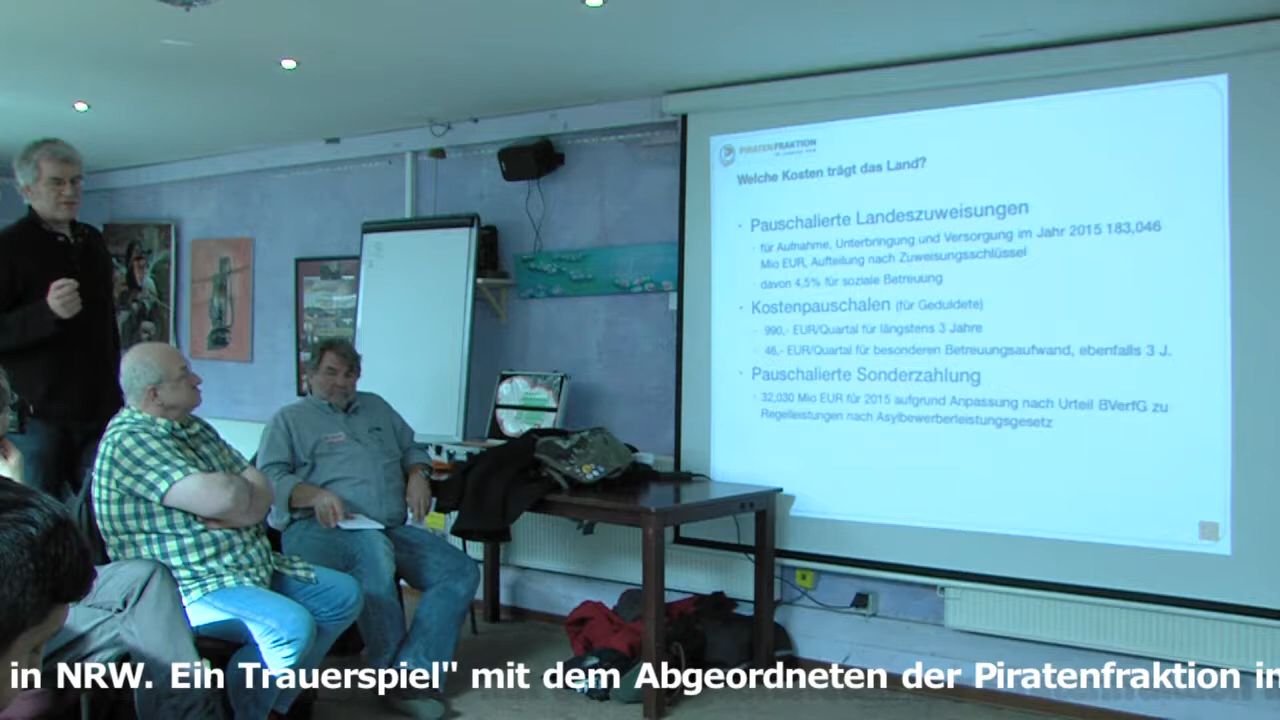 PIRATENFRAKTION
Welche Kosten trägt das Land?
· Pauschalierte Landeszuweisungen
· für Aufnahme, Unterbringung und Versorgung im Jahr 2015 183,046
Mio EUR, Aufteilung nach Zuweisungsschlüssel
· davon 4,5% für soziale Betreuung
· Kostenpauschalen (für Geduldete)
· 990,- EUR/Quartal für längstens 3 Jahre
· 46,- EUR/Quartal für besonderen Betreuungsaufwand, ebenfalls 3 J.
· Pauschalierte Sonderzahlung
· 32,030 Mio EUR für 2015 aufgrund Anpassung nach Urteil BVerfG zu
Regelleistungen nach Asylbewerberleistungsgesetz
in NRW. Ein Trauerspiel" mit dem Abgeordneten der Piratenfraktion in